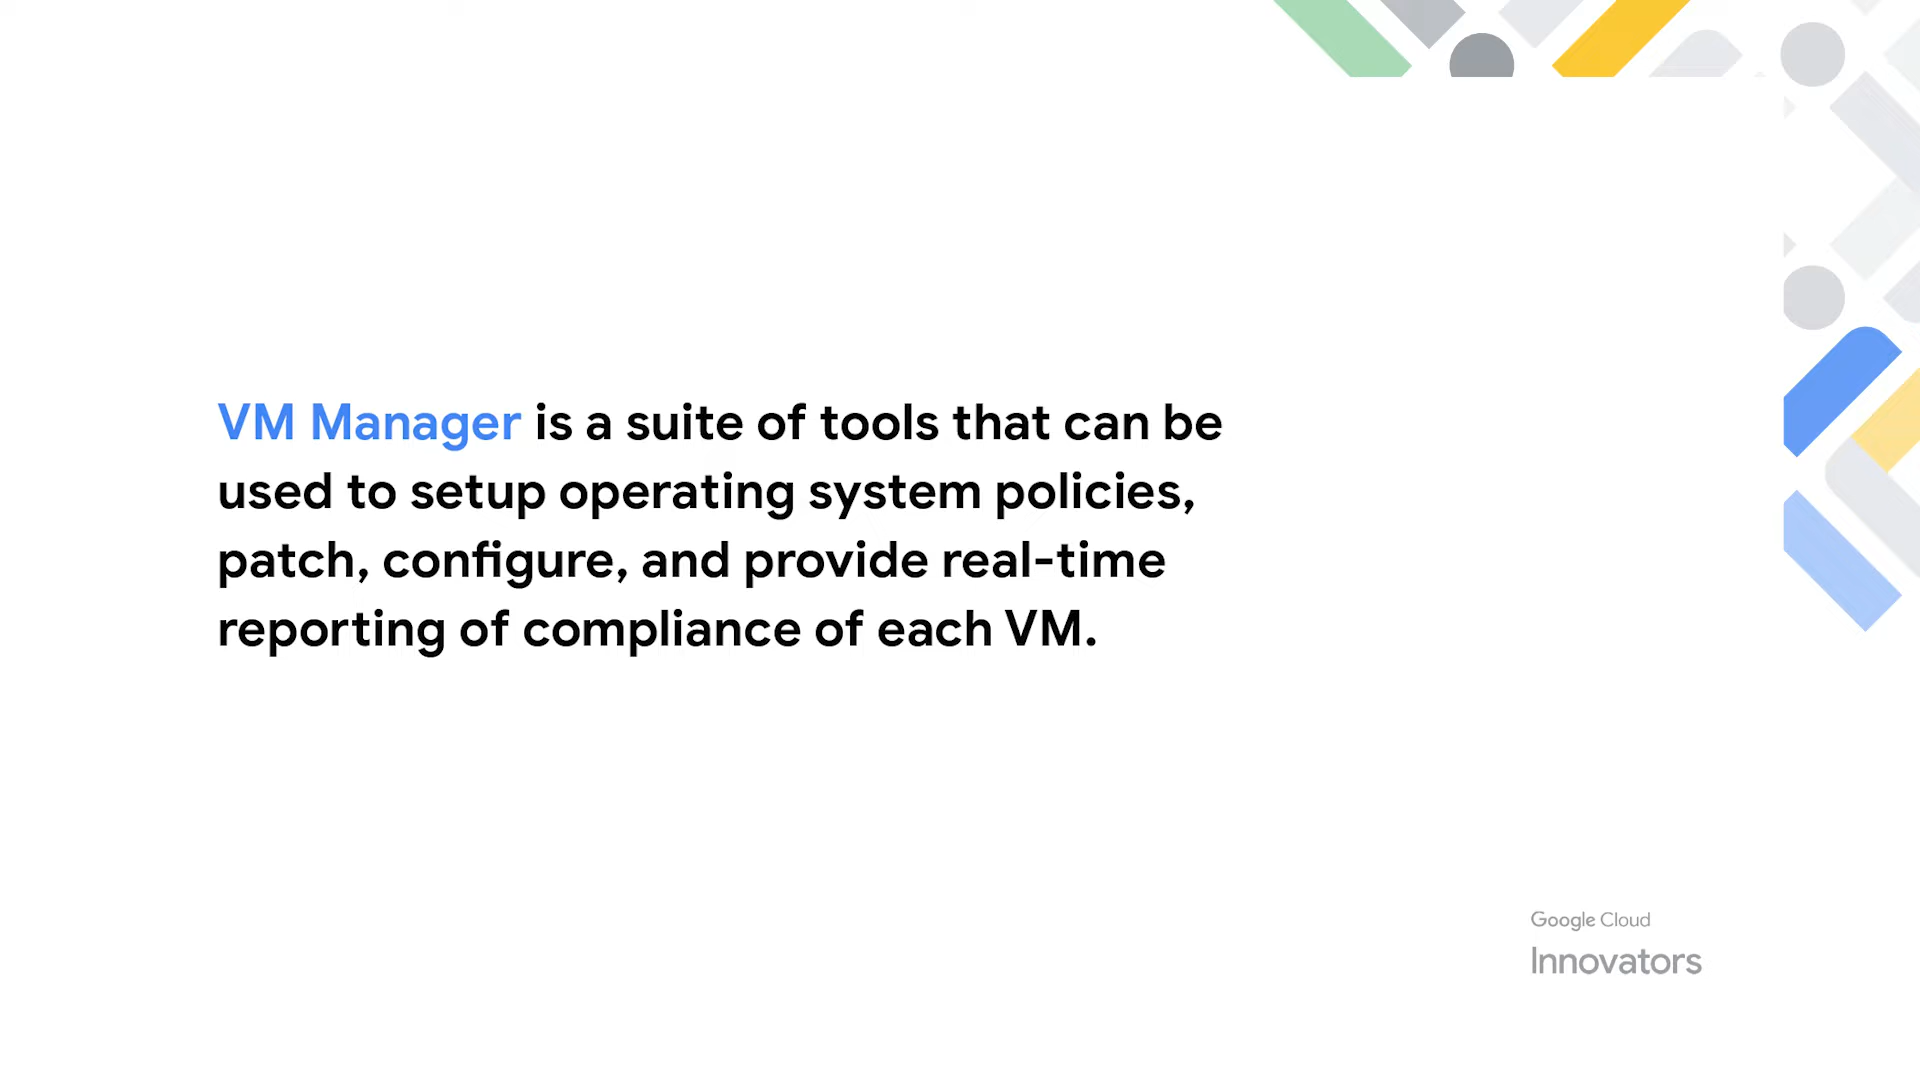 VM Manager is a suite of tools that can be
used to setup operating system policies,
patch, configure, and provide real-time
reporting of compliance of each VM.
Google Cloud
Innovators